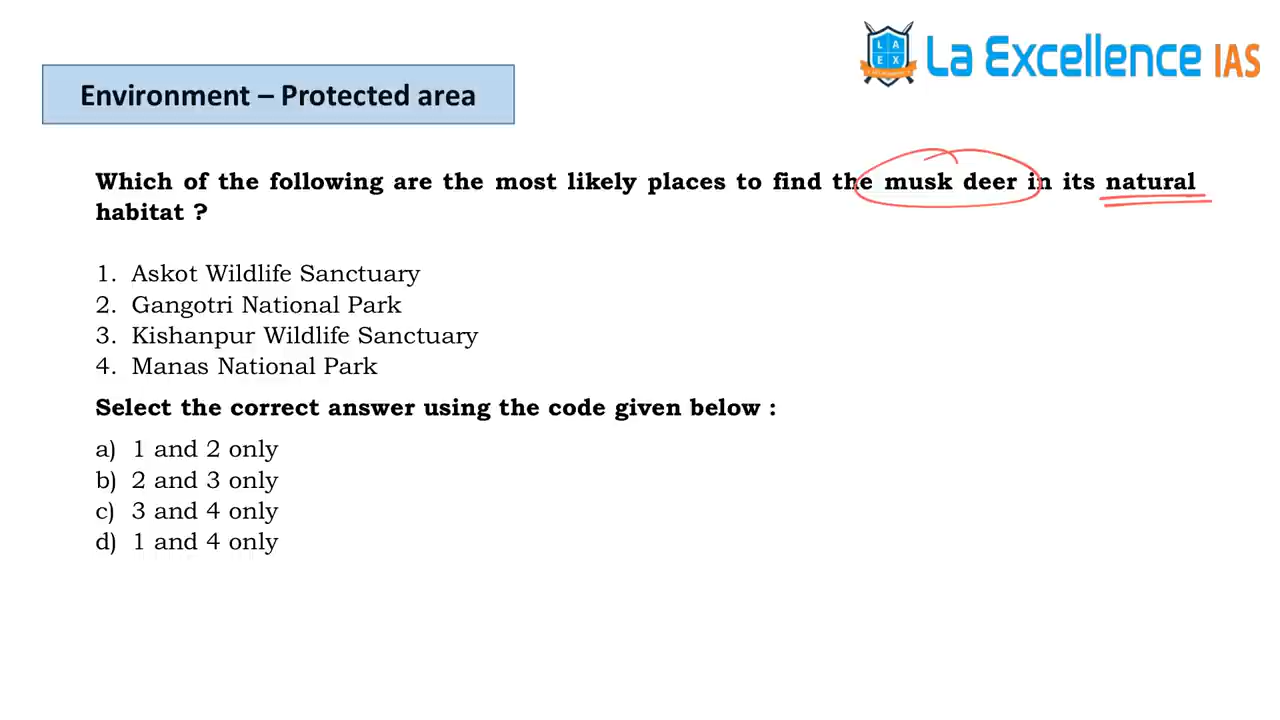 La Excellence IAS
LA
EX
Environment – Protected area
Which of the following are the most likely places to find the musk deer in its natural
habitat ?
1. Askot Wildlife Sanctuary
2. Gangotri National Park
3. Kishanpur Wildlife Sanctuary
4. Manas National Park
Select the correct answer using the code given below :
a) 1 and 2 only
b) 2 and 3 only
c) 3 and 4 only
d) 1 and 4 only